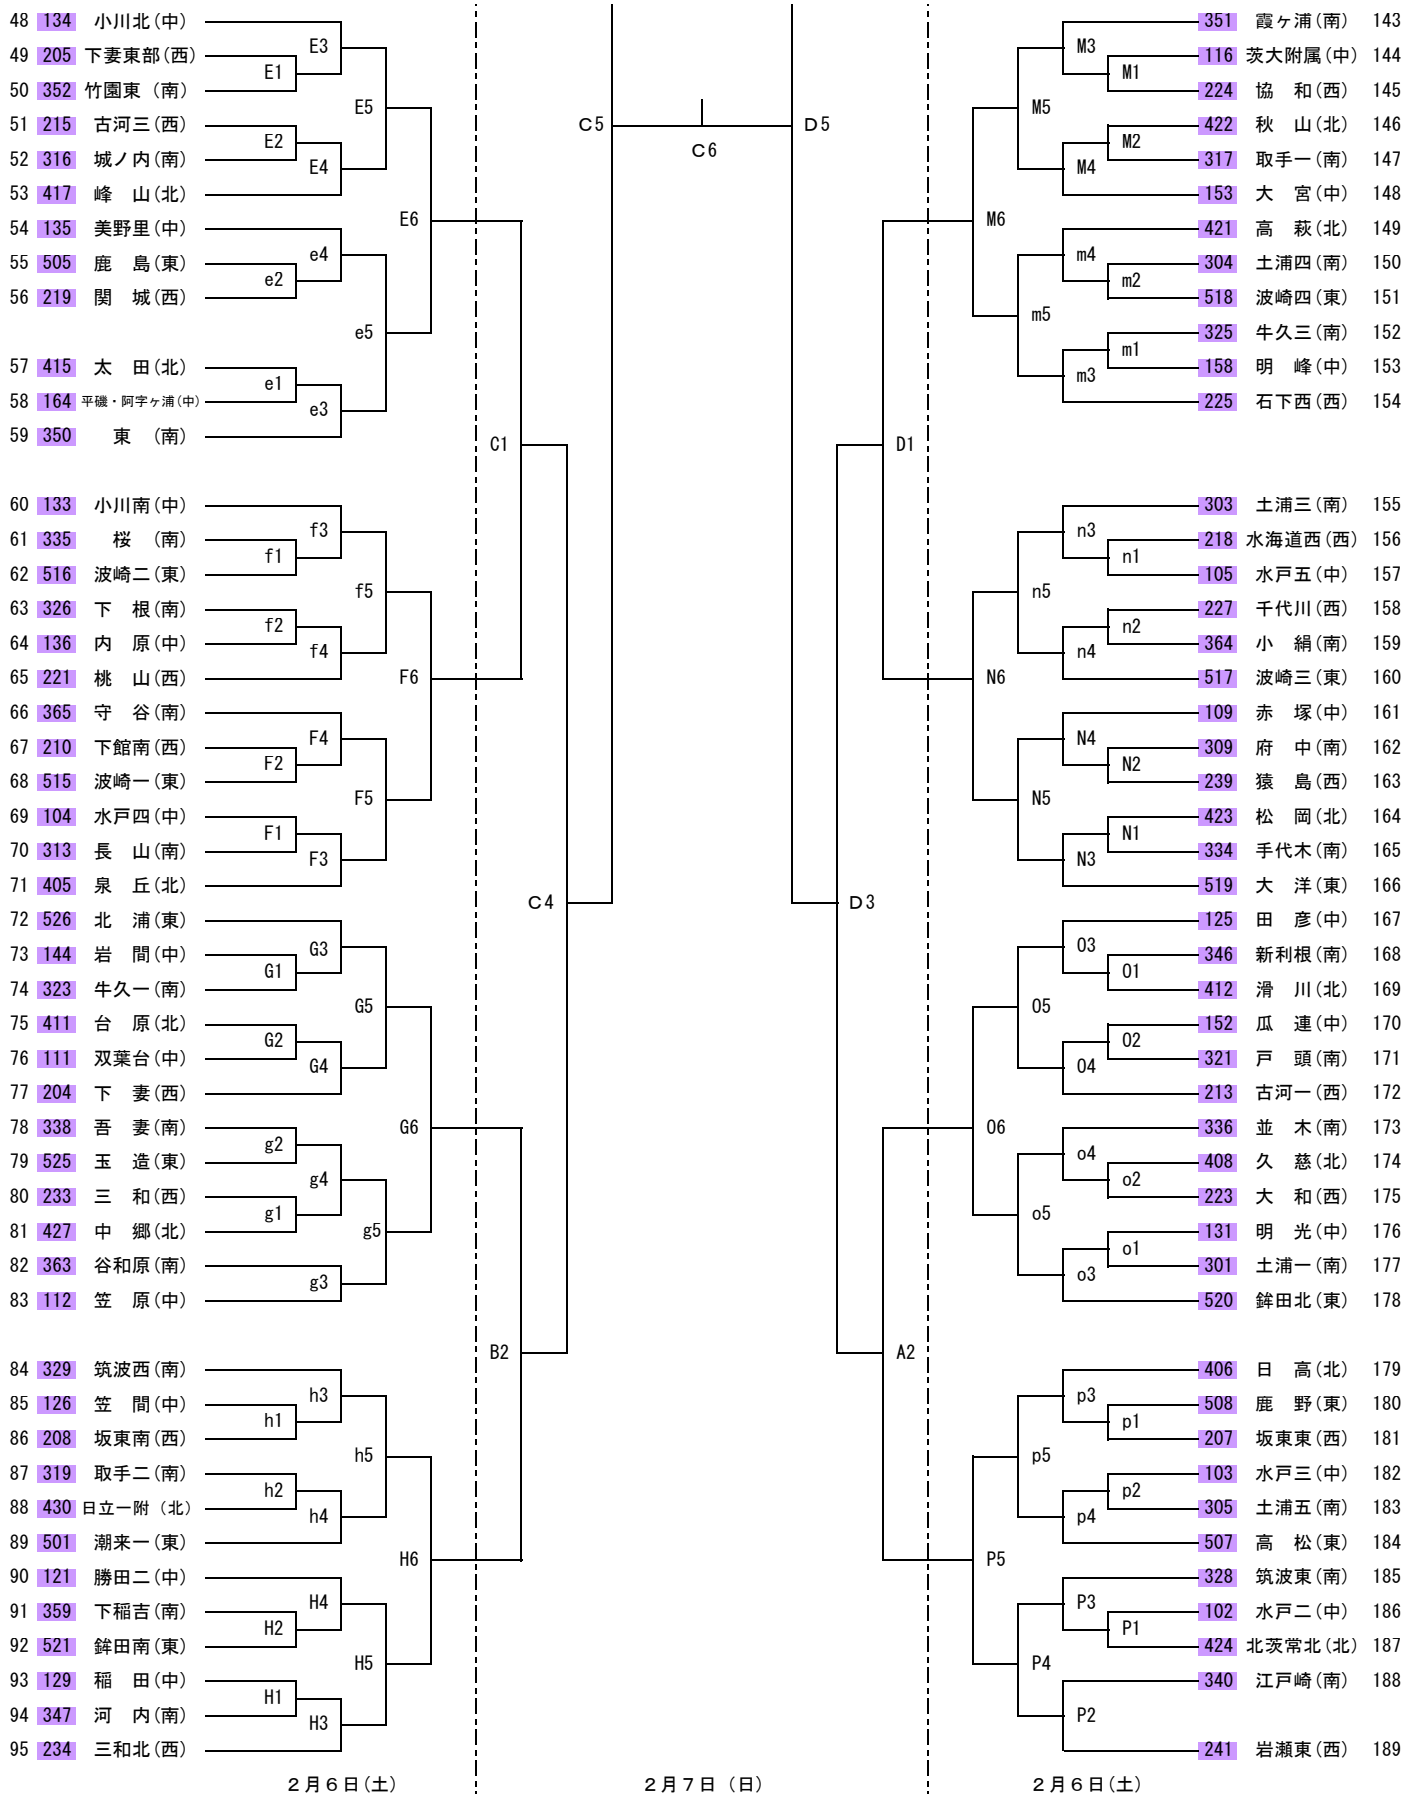 48 134 小川北(中)
49 205 下妻東部(西)
50 352 竹園東 (南)
51 215 古河三(西)
52 316 城ノ内(南)
53 417 峰 山(北)
54 135 美野里(中)
55 505 鹿 島(東)
56 219 関 城(西)
57 415 太 田(北)
58 164 平磯・阿字ヶ浦(中)
59 350 東 (南)
60 133 小川南(中)
61 335 桜 (南)
62 516 波崎二(東)
63 326 下 根(南)
64 136 内 原(中)
65 221 桃 山(西)
66 365 守 谷(南)
67 210 下館南(西)
68 515 波崎一(東)
69 104 水戸四(中)
70 313 長 山(南)
71 405 泉 丘(北)
72 526 北 浦(東)
73 144 岩 間(中)
74 323 牛久一(南)
75 411 台 原(北)
76 111 双葉台(中)
77 204 下 妻(西)
78 338 吾 妻(南)
79 525 玉 造(東)
80 233 三 和(西)
81 427 中 郷(北)
82 363 谷和原(南)
83 112 笠 原(中)
84 329 筑波西(南)
85 126 笠 間(中)
86 208 坂東南(西)
87 319 取手二(南)
88 430 日立一附 (北)
89 501 潮来一(東)
90 121 勝田二(中)
91 359 下稲吉(南)
92 521 鉾田南(東)
93 129 稲 田(中)
94 347 河 内(南)
95 234 三和北(西)
E3
E1
E5
E2
E4
E6
e4
e2
e5
e1
e3
C1
f3
f1
f5
f2
f4
F6
F4
F2
F5
F1
F3
C4
G3
G1
G5
G2
G4
G6
g2
g4
g1
g5
g3
B2
h3
h1
h5
h2
h4
H6
H4
H2
H5
H1
H3
C5
C6
D5
M3
M1
M5
M2
M4
M6
m4
m2
m5
m1
m3
D1
n3
n1
n5
n2
n4
N6
N4
N2
N5
N1
N3
D3
O3
O1
O5
O2
O4
O6
o4
o2
o5
o1
o3
A2
p3
p1
p5
p2
p4
P5
P3
P1
P4
P2
351 霞ヶ浦(南) 143
116 茨大附属(中) 144
224 協 和(西) 145
422 秋 山(北) 146
317 取手一(南) 147
153 大 宮(中) 148
421 高 萩(北) 149
304 土浦四(南) 150
518 波崎四(東) 151
325 牛久三(南) 152
158 明 峰(中) 153
225 石下西(西) 154
303 土浦三(南) 155
218 水海道西(西) 156
105 水戸五(中) 157
227 千代川(西) 158
364 小 絹(南) 159
517 波崎三(東) 160
109 赤 塚(中) 161
309 府 中(南) 162
239 猿 島(西) 163
423 松 岡(北) 164
334 手代木(南) 165
519 大 洋(東) 166
125 田 彦(中) 167
346 新利根(南) 168
412 滑 川(北) 169
152 瓜 連(中) 170
321 戸 頭(南) 171
213 古河一(西) 172
336 並 木(南) 173
408 久 慈(北) 174
223 大 和(西) 175
131 明 光(中) 176
301 土浦一(南) 177
520 鉾田北(東) 178
406 日 高(北) 179
508 鹿 野(東) 180
207 坂東東(西) 181
103 水戸三(中) 182
305 土浦五(南) 183
507 高 松(東) 184
328 筑波東(南) 185
102 水戸二(中) 186
424 北茨常北(北) 187
340 江戸崎(南) 188
241 岩瀬東(西) 189
2月6日(土)
2月7日 (日)
2月6日(土)